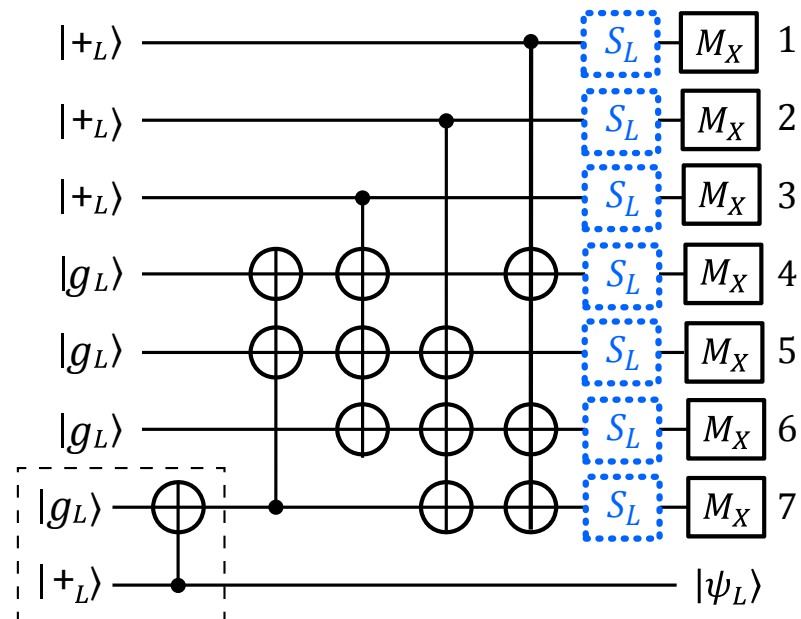 |+_L⟩ S_L M_X 1
|+_L⟩ S_L M_X 2
|+_L⟩ S_L M_X 3
|g_L⟩ S_L M_X 4
|g_L⟩ S_L M_X 5
|g_L⟩ S_L M_X 6
|g_L⟩ S_L M_X 7
|+_L⟩ |ψ_L⟩